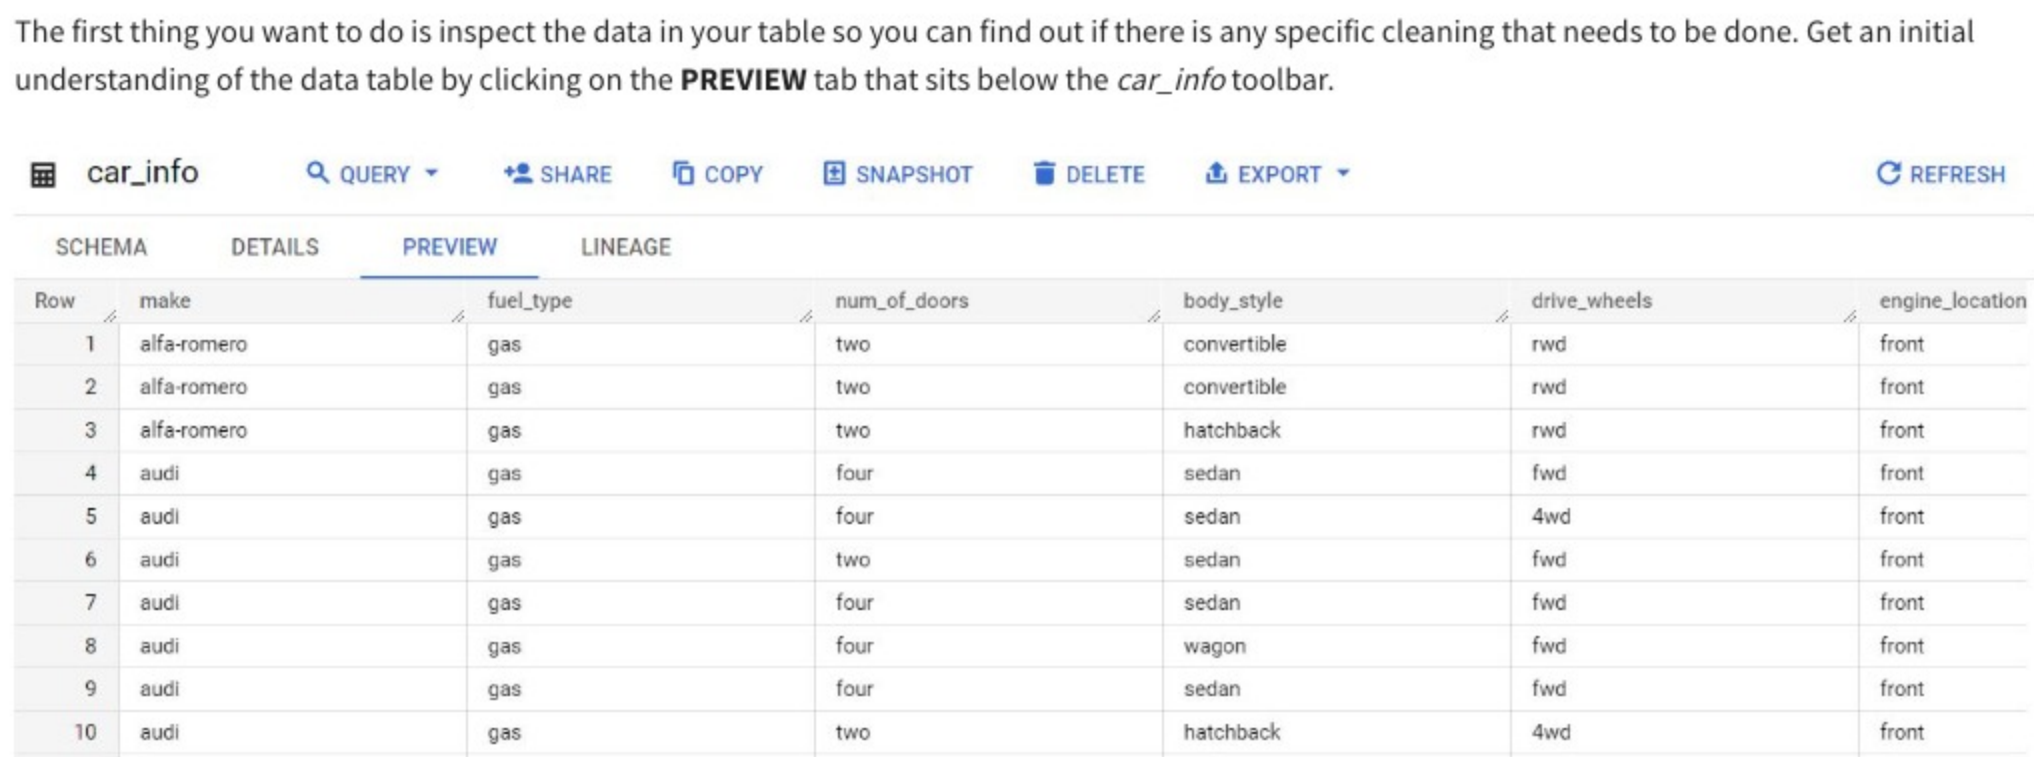 The first thing you want to do is inspect the data in your table so you can find out if there is any specific cleaning that needs to be done. Get an initial
understanding of the data table by clicking on the PREVIEW tab that sits below the car_info toolbar.
car_info QUERY SHARE COPY SNAPSHOT DELETE EXPORT REFRESH
SCHEMA DETAILS PREVIEW LINEAGE
Row make fuel_type num_of_doors body_style drive_wheels engine_location
1 alfa-romero gas two convertible rwd front
2 alfa-romero gas two convertible rwd front
3 alfa-romero gas two hatchback rwd front
4 audi gas four sedan fwd front
5 audi gas four sedan 4wd front
6 audi gas two sedan fwd front
7 audi gas four sedan fwd front
8 audi gas four wagon fwd front
9 audi gas four sedan fwd front
10 audi gas two hatchback 4wd front